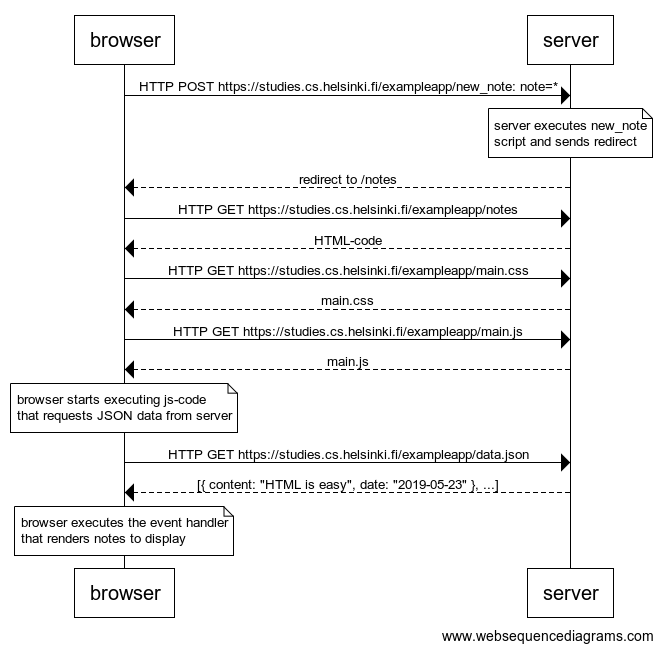 browser server
HTTP POST https://studies.cs.helsinki.fi/exampleapp/new_note: note=*
server executes new_note
script and sends redirect
redirect to /notes
HTTP GET https://studies.cs.helsinki.fi/exampleapp/notes
HTML-code
HTTP GET https://studies.cs.helsinki.fi/exampleapp/main.css
main.css
HTTP GET https://studies.cs.helsinki.fi/exampleapp/main.js
main.js
browser starts executing js-code
that requests JSON data from server
HTTP GET https://studies.cs.helsinki.fi/exampleapp/data.json
[{ content: "HTML is easy", date: "2019-05-23" }, ...]
browser executes the event handler
that renders notes to display
browser server
www.websequencediagrams.com